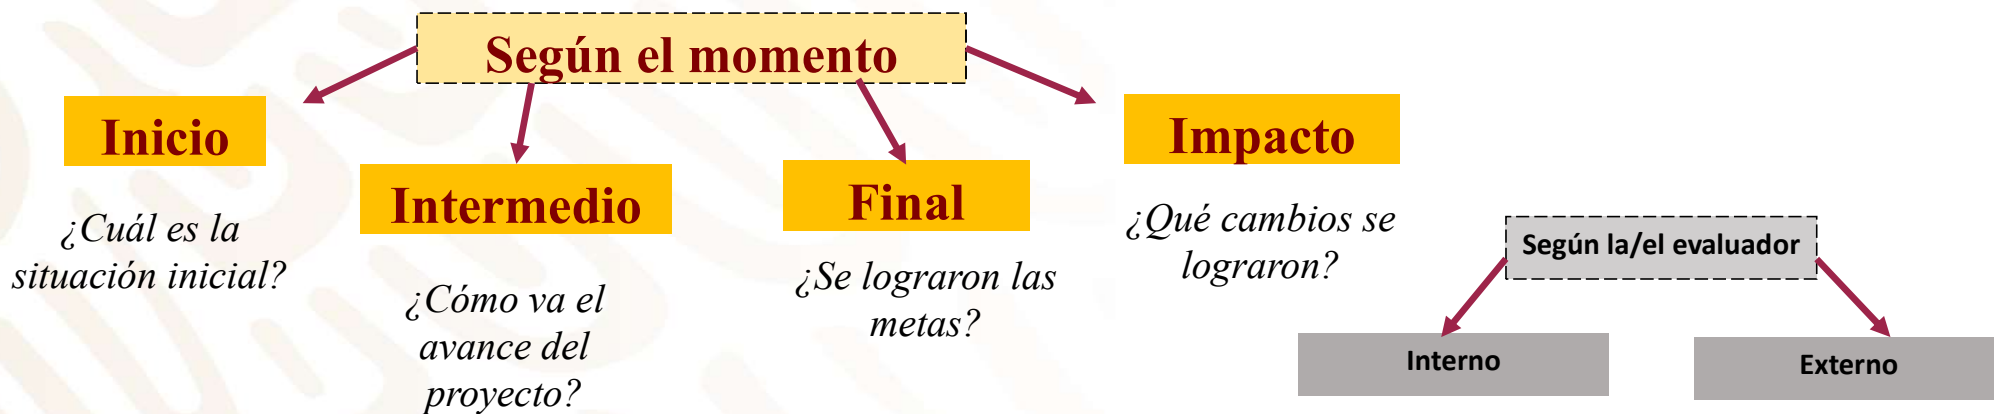 Según el momento
Inicio
¿Cuál es la
situación inicial?
Intermedio
¿Cómo va el
avance del
proyecto?
Final
¿Se lograron las
metas?
Impacto
¿Qué cambios se
lograron?
Según la/el evaluador
Interno
Externo